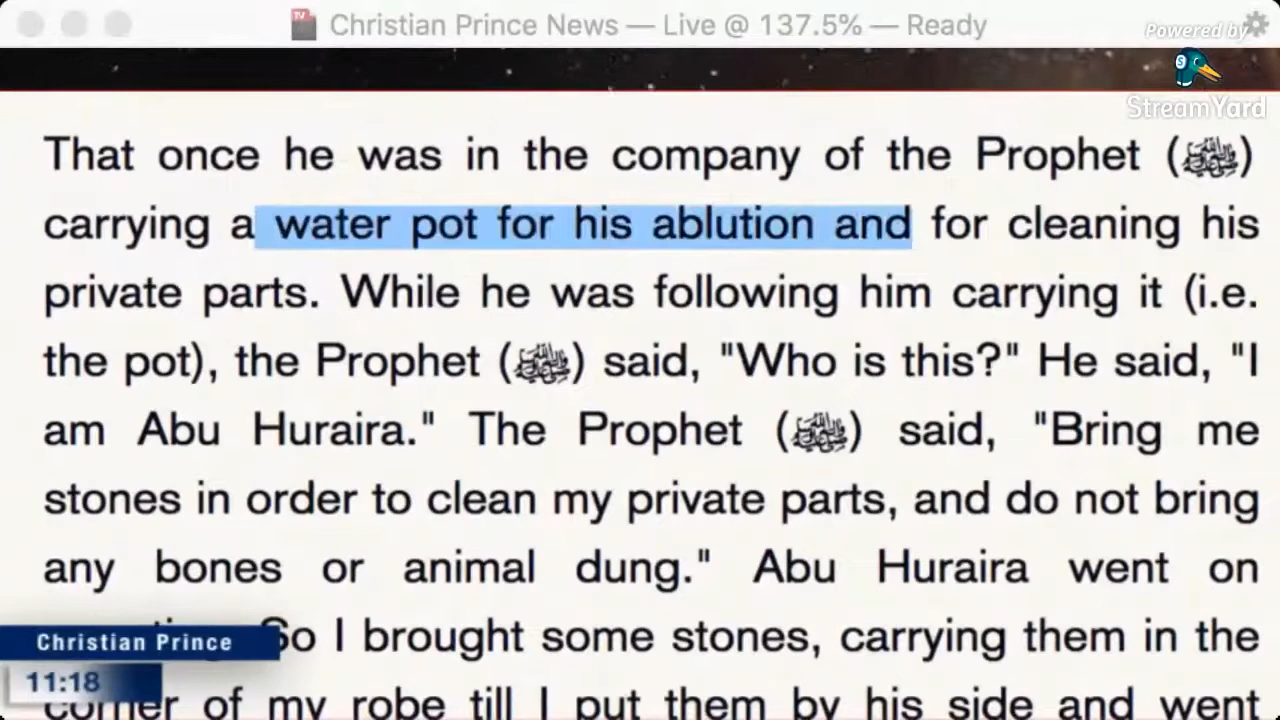 Christian Prince News — Live @ 137.5% — Ready
Powered by
StreamYard
That once he was in the company of the Prophet (ﷺ)
carrying a water pot for his ablution and for cleaning his
private parts. While he was following him carrying it (i.e.
the pot), the Prophet (ﷺ) said, "Who is this?" He said, "I
am Abu Huraira." The Prophet (ﷺ) said, "Bring me
stones in order to clean my private parts, and do not bring
any bones or animal dung." Abu Huraira went on
So I brought some stones, carrying them in the
corner of my robe till I put them by his side and went
Christian Prince
11:18